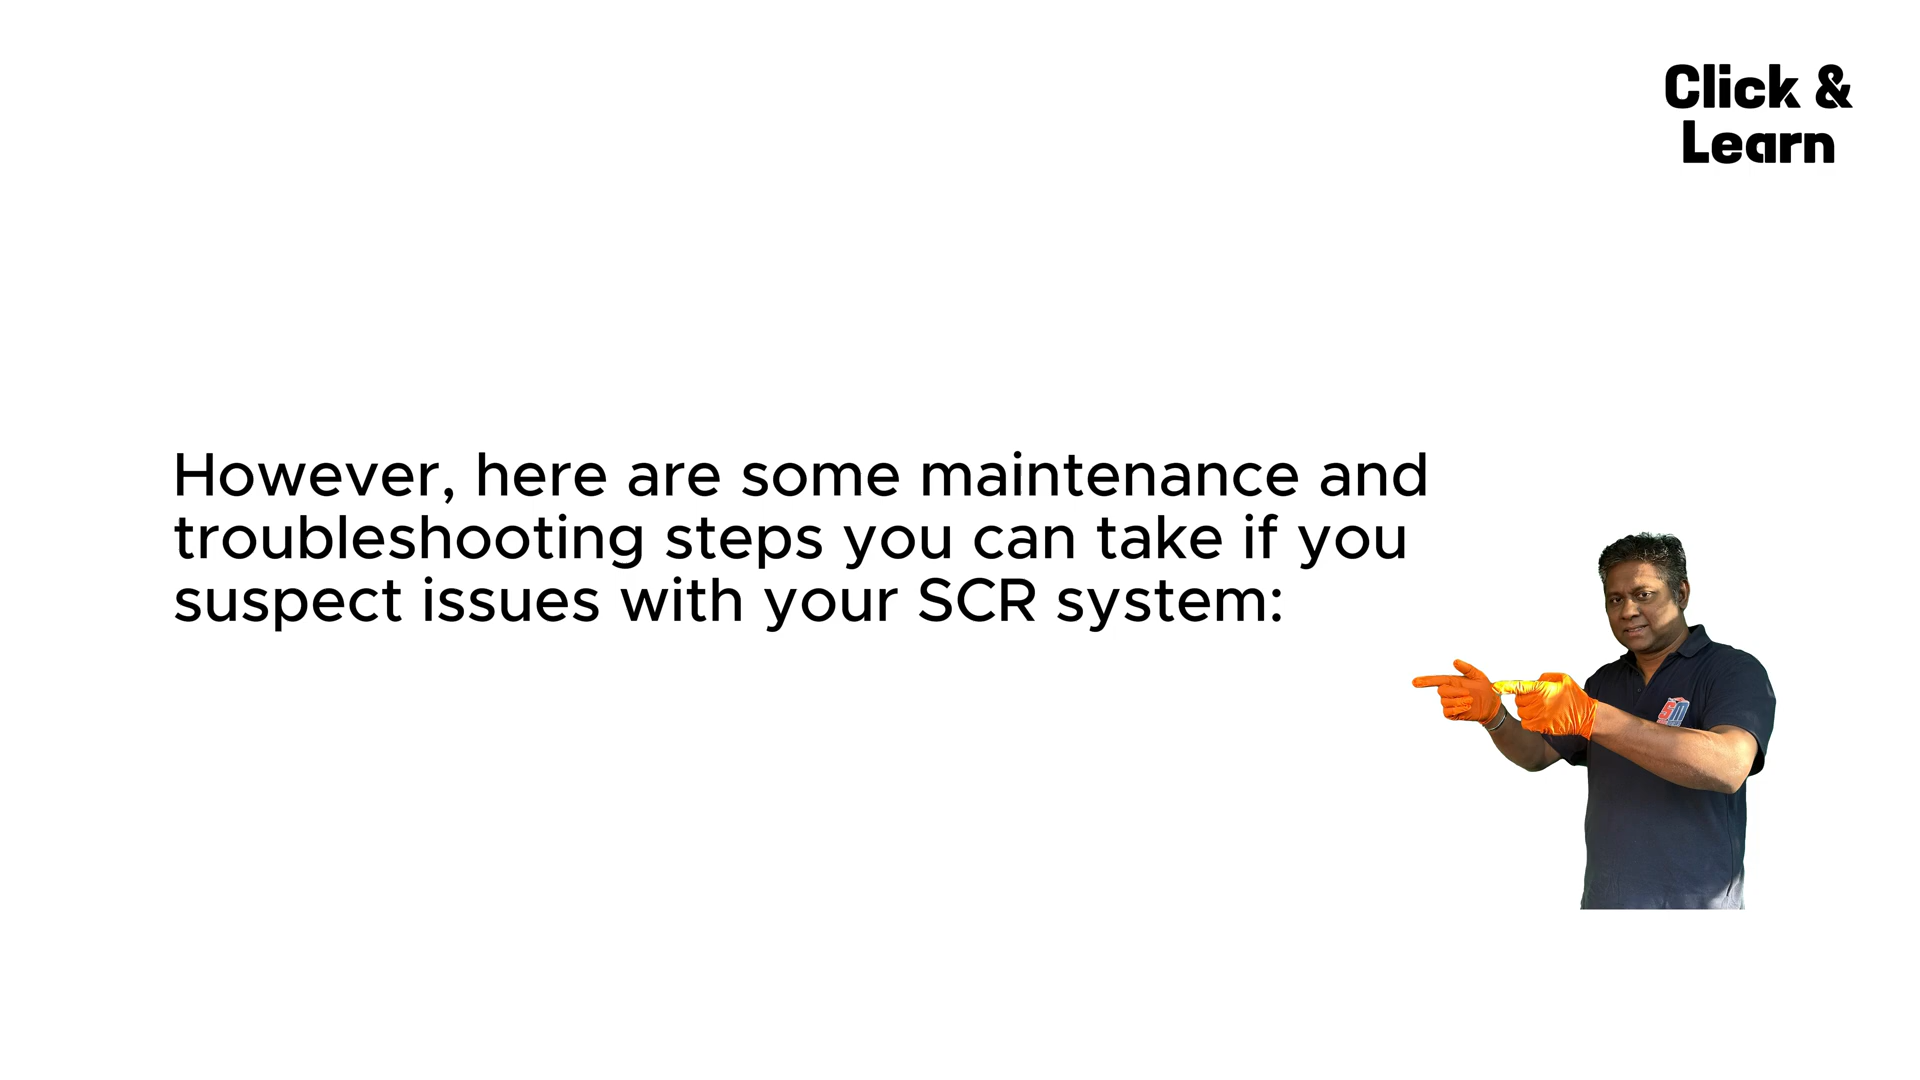 Click &
Learn
However, here are some maintenance and
troubleshooting steps you can take if you
suspect issues with your SCR system: